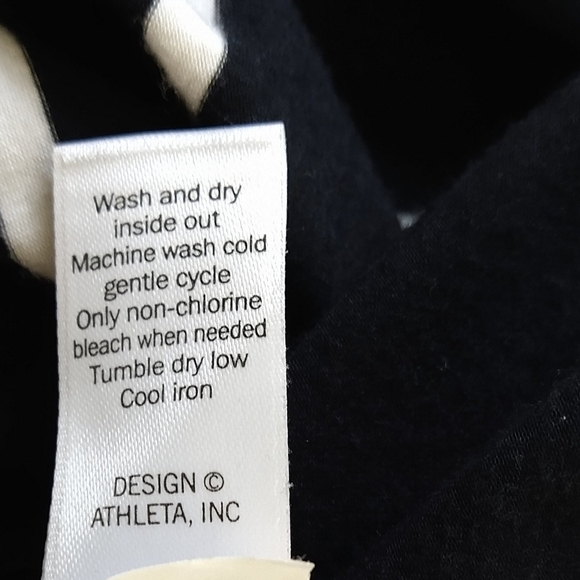 Wash and dry
inside out
Machine wash cold
gentle cycle
Only non-chlorine
bleach when needed
Tumble dry low
Cool iron
DESIGN ©
ATHLETA, INC